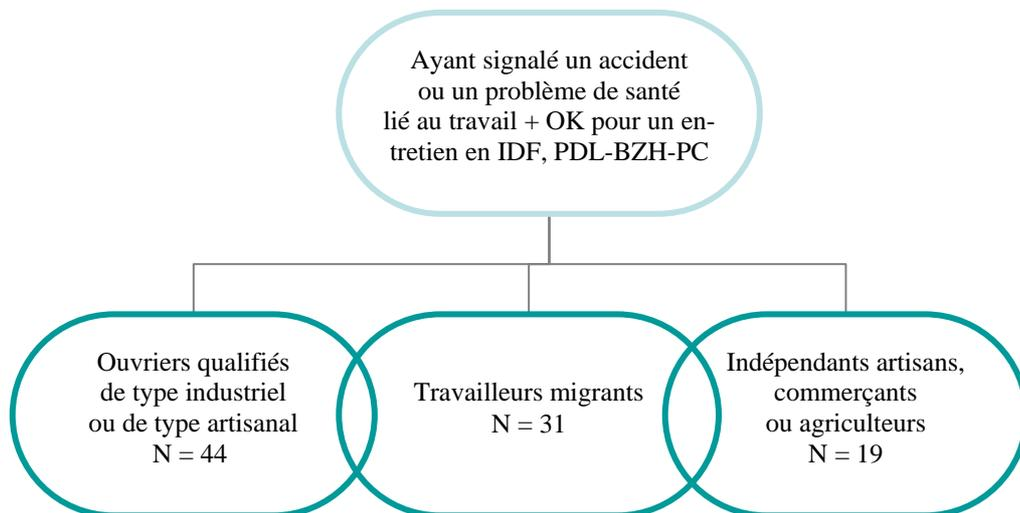 Ayant signalé un accident
ou un problème de santé
lié au travail + OK pour un en-
tretien en IDF, PDL-BZH-PC
Ouvriers qualifiés
de type industriel
ou de type artisanal
N = 44
Travailleurs migrants
N = 31
Indépendants artisans,
commerçants
ou agriculteurs
N = 19